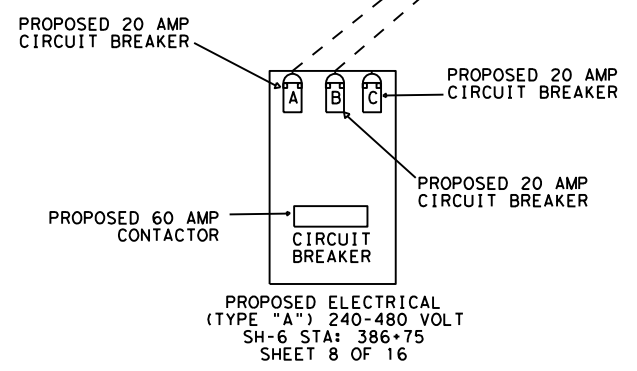 PROPOSED 20 AMP
CIRCUIT BREAKER
PROPOSED 20 AMP
CIRCUIT BREAKER
A B C
PROPOSED 20 AMP
CIRCUIT BREAKER
PROPOSED 60 AMP
CONTACTOR
CIRCUIT
BREAKER
PROPOSED ELECTRICAL
(TYPE "A") 240-480 VOLT
SH-6 STA: 386+75
SHEET 8 OF 16